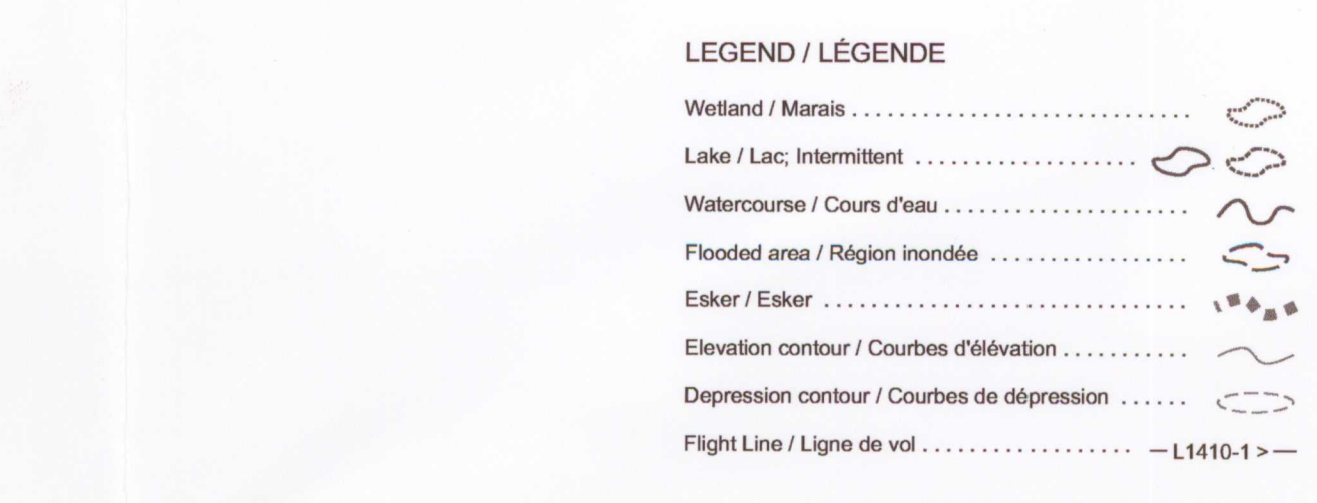 LEGEND / LÉGENDE
Wetland / Marais .............................
Lake / Lac; Intermittent ...................
Watercourse / Cours d'eau .....................
Flooded area / Région inondée .................
Esker / Esker ...............................
Elevation contour / Courbes d'élévation ...........
Depression contour / Courbes de dépression ......
Flight Line / Ligne de vol .................. — L1410-1 > —